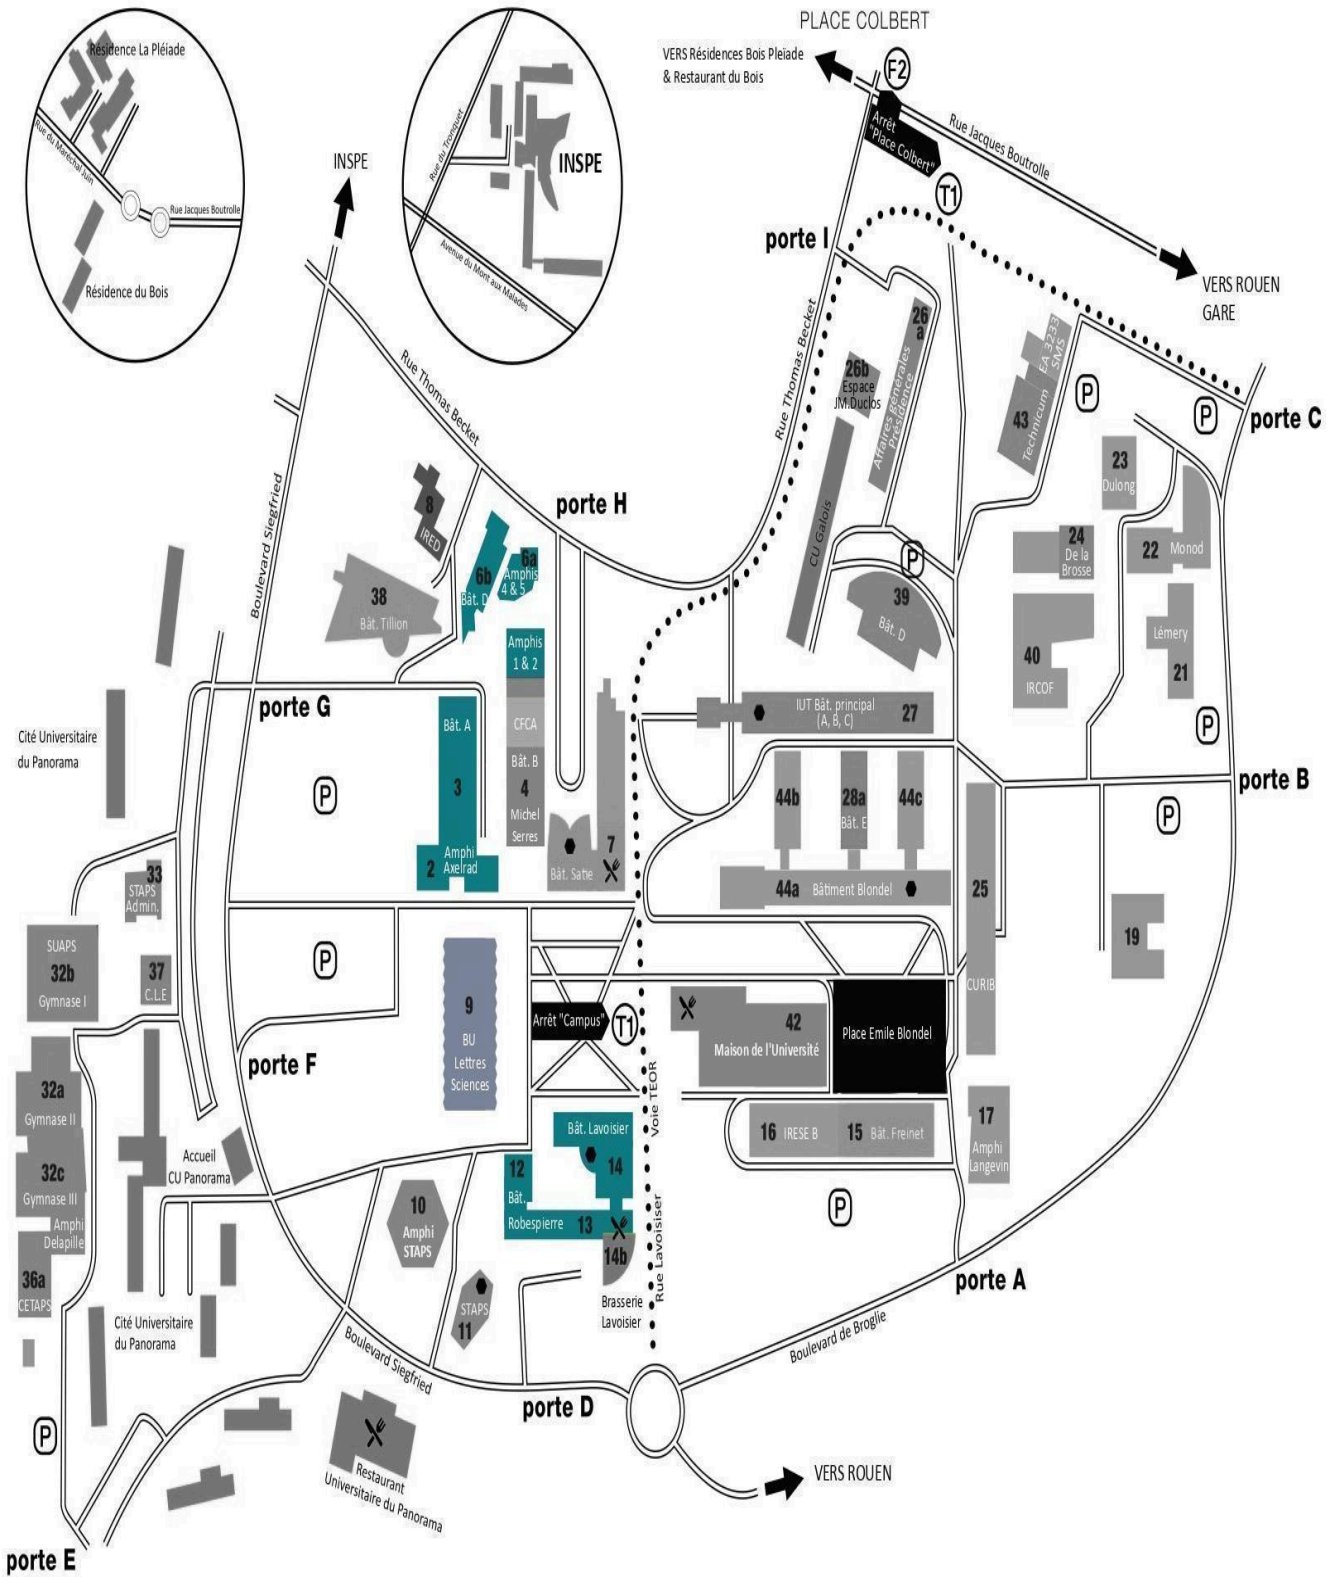 PLACE COLBERT
VERS Résidences Bois Pleïade
& Restaurant du Bois
F2
Arrêt
"Place Colbert"
Rue Jacques Boutrolle
T1
VERS ROUEN
GARE
Résidence La Pléiade
Rue du Maréchal Juin
Rue Jacques Boutrolle
Résidence du Bois
INSPE
Rue du Tronquet
INSPE
Avenue du Mont aux Malades
porte I
Rue Thomas Becket
Rue Thomas Becket
26
a
Affaires générales
Présidence
26b
Espace
JM.Duclos
CU Galois
EA 3233
SMS
43
Technicum
P
P
porte C
23
Dulong
24
De la
Brosse
22
Monod
Lémery
21
40
IRCOF
P
39
Bât. D
porte H
8
IRED
6b
Bât. D
6a
Amphis
4 & 5
38
Bât. Tillion
Boulevard Siegfried
Amphis
1 & 2
CFCA
Bât. B
4
Michel
Serres
porte G
Bât. A
3
2
Amphi
Axelrad
7
Bât. Satie
IUT Bât. principal
(A, B, C)
27
P
porte B
P
44b
28a
Bât. E
44c
44a
Bâtiment Blondel
25
CURIB
19
Cité Universitaire
du Panorama
P
33
STAPS
Admin.
SUAPS
32b
Gymnase I
37
C.L.E
P
9
BU
Lettres
Sciences
Arrêt "Campus"
T1
42
Maison de l'Université
Place Emile Blondel
porte F
32a
Gymnase II
32c
Gymnase III
Amphi
Delapille
36a
CETAPS
Accueil
CU Panorama
Voie TEOR
Rue Lavoisiser
Bât. Lavoisier
14
12
Bât.
Robespierre
13
14b
Brasserie
Lavoisier
16
IRESE B
15
Bât. Freinet
17
Amphi
Langevin
P
10
Amphi
STAPS
STAPS
11
porte A
Boulevard de Broglie
Cité Universitaire
du Panorama
Boulevard Siegfried
porte D
P
Restaurant
Universitaire du Panorama
VERS ROUEN
porte E